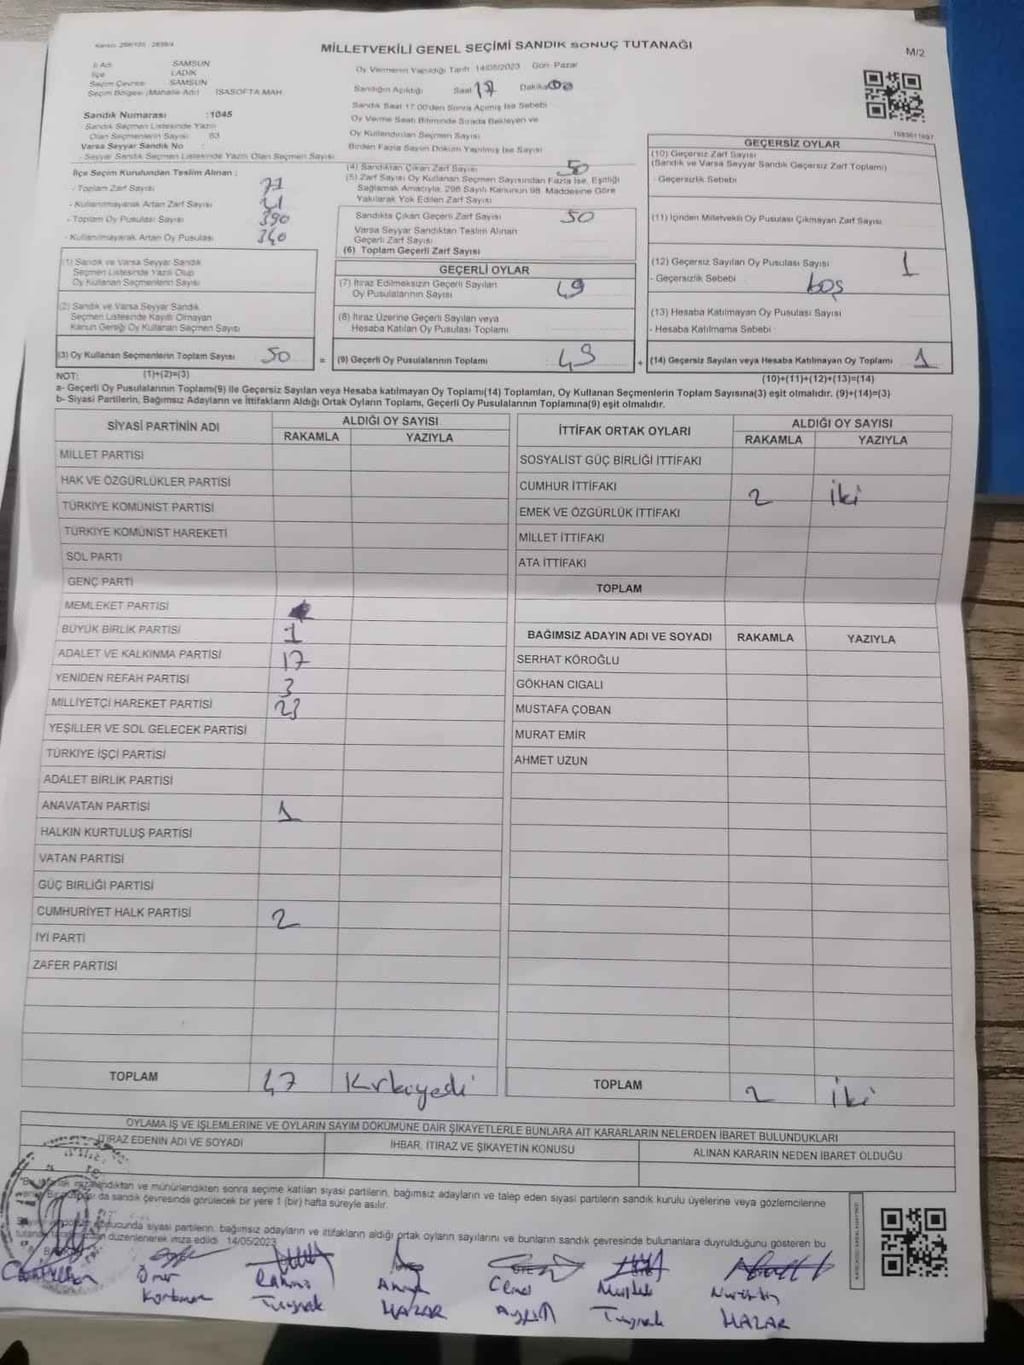 MİLLETVEKİLİ GENEL SEÇİMİ SANDIK SONUÇ TUTANAĞI
M/2
İl Adı SAMSUN
İlçe LADİK
Seçim Çevresi SAMSUN
Seçim Bölgesi (Mahalle Adı) İSASOFTA MAH.
Sandık Numarası :1045
Sandık Seçmen Listesinde Yazılı
Olan Seçmenlerin Sayısı 63
Varsa Seyyar Sandık No :
- Seyyar Sandık Seçmen Listesinde Yazılı Olan Seçmen Sayısı
İlçe Seçim Kurulundan Teslim Alınan :
- Toplam Zarf Sayısı 71
- Kullanılmayarak Artan Zarf Sayısı 21
- Toplam Oy Pusulası Sayısı 390
- Kullanılmayarak Artan Oy Pusulası 340
Oy Vermenin Yapıldığı Tarih 14/05/2023 Gün Pazar
Sandığın Açıldığı Saat 17 Dakika 00
Sandık Saat 17.00'den Sonra Açılmış İse Sebebi
Oy Verme Saati Bitiminde Sırada Bekleyen ve
Oy Kullandırılan Seçmen Sayısı
Birden Fazla Sayım Döküm Yapılmış İse Sayısı
(4) Sandıktan Çıkan Zarf Sayısı 50
(5) Zarf Sayısı Oy Kullanan Seçmen Sayısından Fazla İse, Eşitliği
Sağlamak Amacıyla, 298 Sayılı Kanunun 98. Maddesine Göre
Yakılarak Yok Edilen Zarf Sayısı
Sandıkta Çıkan Geçerli Zarf Sayısı 50
Varsa Seyyar Sandıktan Teslim Alınan
Geçerli Zarf Sayısı
(6) Toplam Geçerli Zarf Sayısı
GEÇERSİZ OYLAR
(10) Geçersiz Zarf Sayısı
(Sandık ve Varsa Seyyar Sandık Geçersiz Zarf Toplamı)
- Geçersizlik Sebebi
(11) İçinden Milletvekili Oy Pusulası Çıkmayan Zarf Sayısı
(12) Geçersiz Sayılan Oy Pusulası Sayısı 1
- Geçersizlik Sebebi boş
(13) Hesaba Katılmayan Oy Pusulası Sayısı
- Hesaba Katılmama Sebebi
(1) Sandık ve Varsa Seyyar Sandık
Seçmen Listesinde Yazılı Olup
Oy Kullanan Seçmenlerin Sayısı
(2) Sandık ve Varsa Seyyar Sandık
Seçmen Listesinde Kayıtlı Olmayan
Kanun Gereği Oy Kullanan Seçmen Sayısı
GEÇERLİ OYLAR
(7) İtiraz Edilmeksizin Geçerli Sayılan
Oy Pusulalarının Sayısı 49
(8) İtiraz Üzerine Geçerli Sayılan veya
Hesaba Katılan Oy Pusulası Toplamı
(3) Oy Kullanan Seçmenlerin Toplam Sayısı 50 = (9) Geçerli Oy Pusulalarının Toplamı 49 + (14) Geçersiz Sayılan veya Hesaba Katılmayan Oy Toplamı 1
NOT: (1)+(2)=(3) (10)+(11)+(12)+(13)=(14)
a- Geçerli Oy Pusulalarının Toplam(9) ile Geçersiz Sayılan veya Hesaba katılmayan Oy Toplamı(14) Toplamları, Oy Kullanan Seçmenlerin Toplam Sayısına(3) eşit olmalıdır. (9)+(14)=(3)
b- Siyasi Partilerin, Bağımsız Adayların ve İttifakların Aldığı Ortak Oyların Toplamı, Geçerli Oy Pusulalarının Toplamına(9) eşit olmalıdır.
SİYASİ PARTİNİN ADI ALDIĞI OY SAYISI
RAKAMLA YAZIYLA
MİLLET PARTİSİ
HAK VE ÖZGÜRLÜKLER PARTİSİ
TÜRKİYE KOMÜNİST PARTİSİ
TÜRKİYE KOMÜNİST HAREKETİ
SOL PARTİ
GENÇ PARTİ
MEMLEKET PARTİSİ
BÜYÜK BİRLİK PARTİSİ 1
ADALET VE KALKINMA PARTİSİ 17
YENİDEN REFAH PARTİSİ 3
MİLLİYETÇİ HAREKET PARTİSİ 23
YEŞİLLER VE SOL GELECEK PARTİSİ
TÜRKİYE İŞÇİ PARTİSİ
ADALET BİRLİK PARTİSİ
ANAVATAN PARTİSİ 1
HALKIN KURTULUŞ PARTİSİ
VATAN PARTİSİ
GÜÇ BİRLİĞİ PARTİSİ
CUMHURİYET HALK PARTİSİ 2
İYİ PARTİ
ZAFER PARTİSİ
TOPLAM 47 Kırkyedi
İTTİFAK ORTAK OYLARI ALDIĞI OY SAYISI
RAKAMLA YAZIYLA
SOSYALİST GÜÇ BİRLİĞİ İTTİFAKI
CUMHUR İTTİFAKI 2 iki
EMEK VE ÖZGÜRLÜK İTTİFAKI
MİLLET İTTİFAKI
ATA İTTİFAKI
TOPLAM
BAĞIMSIZ ADAYIN ADI VE SOYADI RAKAMLA YAZIYLA
SERHAT KÖROĞLU
GÖKHAN CIGALI
MUSTAFA ÇOBAN
MURAT EMİR
AHMET UZUN
TOPLAM 2 iki
OYLAMA İŞ VE İŞLEMLERİNE VE OYLARIN SAYIM DÖKÜMÜNE DAİR ŞİKAYETLERLE BUNLARA AİT KARARLARIN NELERDEN İBARET BULUNDUKLARI
İTİRAZ EDENİN ADI VE SOYADI İHBAR, İTİRAZ VE ŞİKAYETİN KONUSU ALINAN KARARIN NEDEN İBARET OLDUĞU
ve mühürlendikten sonra seçime katılan siyasi partilerin, bağımsız adayların ve talep eden siyasi partilerin sandık kurulu üyelerine veya gözlemcilerine
da sandık çevresinde görülecek bir yere 1 (bir) hafta süreyle asılır.
siyasi partilerin, bağımsız adayların ve ittifakların aldığı ortak oyların sayılarını ve bunların sandık çevresinde bulunanlara duyrulduğunu gösteren bu
düzenlenerek imza edildi. 14/05/2023
Ömer Rahmi Cemal Nurettin
Tuynak HAZAR Tuynak HAZAR